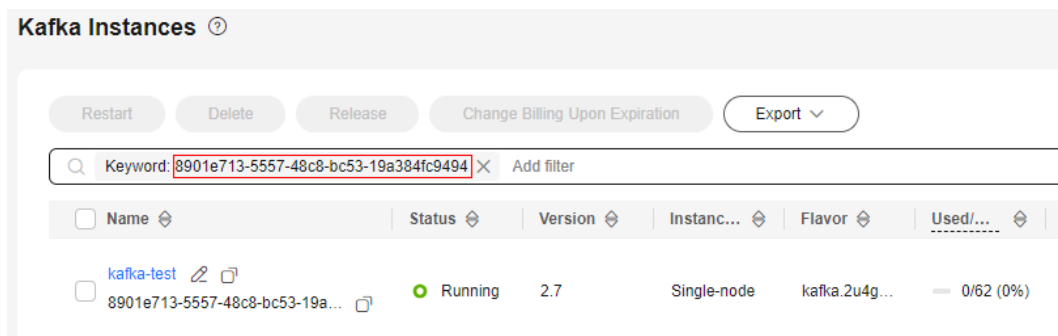 Kafka Instances
Restart Delete Release Change Billing Upon Expiration Export
Keyword: 8901e713-5557-48c8-bc53-19a384fc9494 Add filter
Name Status Version Instanc... Flavor Used/...
kafka-test
8901e713-5557-48c8-bc53-19a... Running 2.7 Single-node kafka.2u4g... 0/62 (0%)